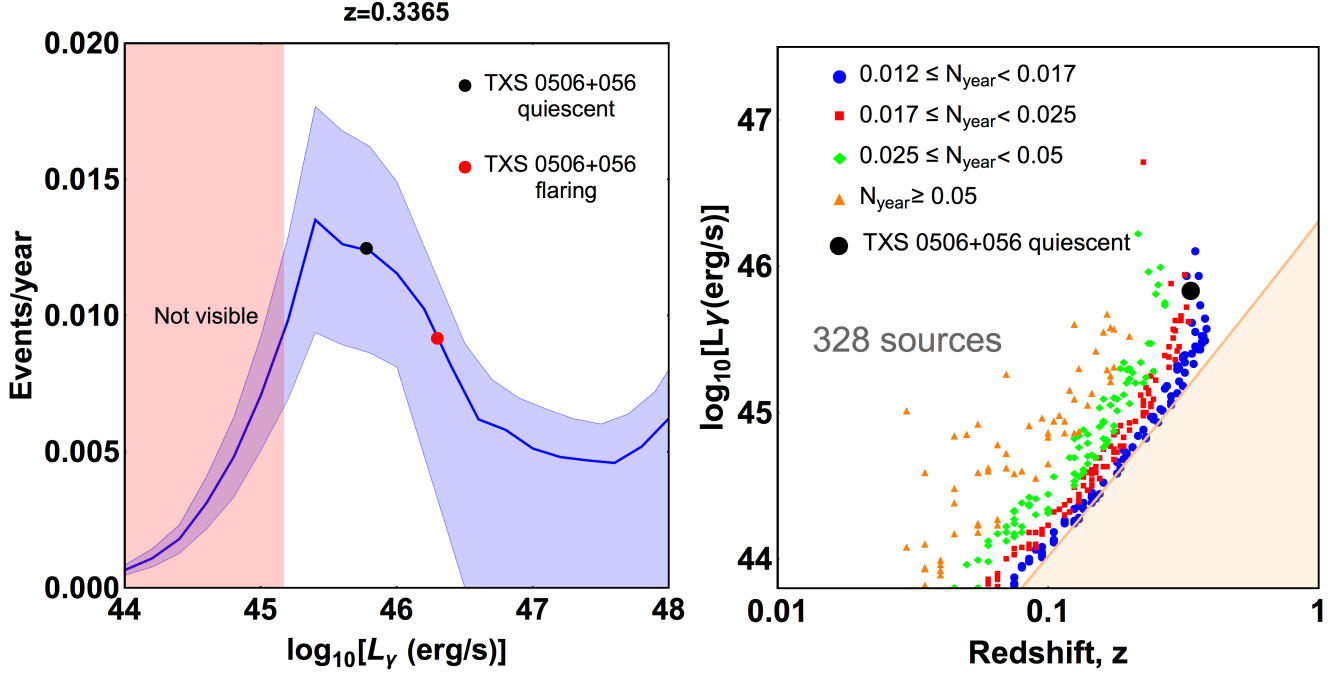 z=0.3365
0.020
0.015
0.010
0.005
0.000
Events/year
TXS 0506+056
quiescent
TXS 0506+056
flaring
Not visible
44
45
46
47
48
log10[Lγ (erg/s)]
0.012 ≤ Nyear< 0.017
0.017 ≤ Nyear< 0.025
0.025 ≤ Nyear< 0.05
Nyear≥ 0.05
TXS 0506+056 quiescent
328 sources
47
46
45
44
log10[Lγ(erg/s)]
0.01
0.1
1
Redshift, z